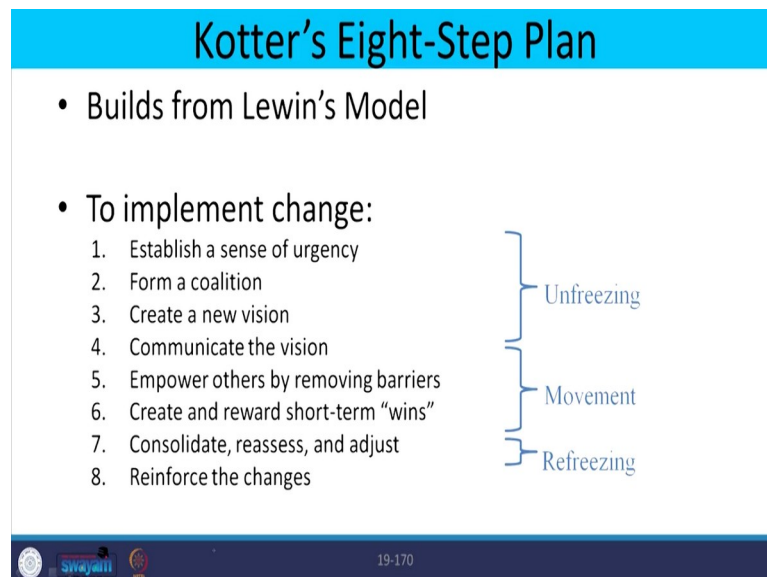 Kotter's Eight-Step Plan
• Builds from Lewin's Model
• To implement change:
1. Establish a sense of urgency
2. Form a coalition
3. Create a new vision
4. Communicate the vision
5. Empower others by removing barriers
6. Create and reward short-term “wins”
7. Consolidate, reassess, and adjust
8. Reinforce the changes
Unfreezing
Movement
Refreezing
swayam
19-170